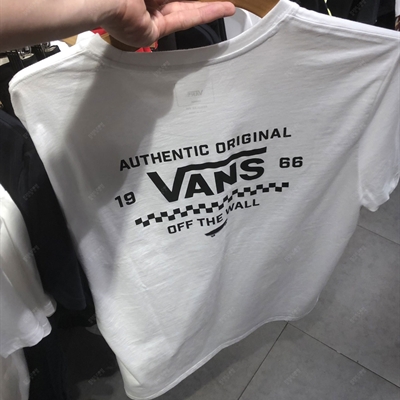 AUTHENTIC ORIGINAL
19 VANS 66
OFF THE WALL